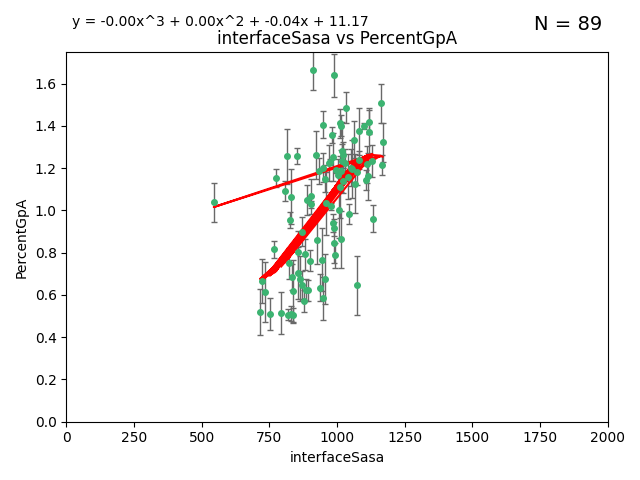 y = -0.00x^3 + 0.00x^2 + -0.04x + 11.17
N = 89
interfaceSasa vs PercentGpA
PercentGpA
1.6
1.4
1.2
1.0
0.8
0.6
0.4
0.2
0.0
0 250 500 750 1000 1250 1500 1750 2000
interfaceSasa